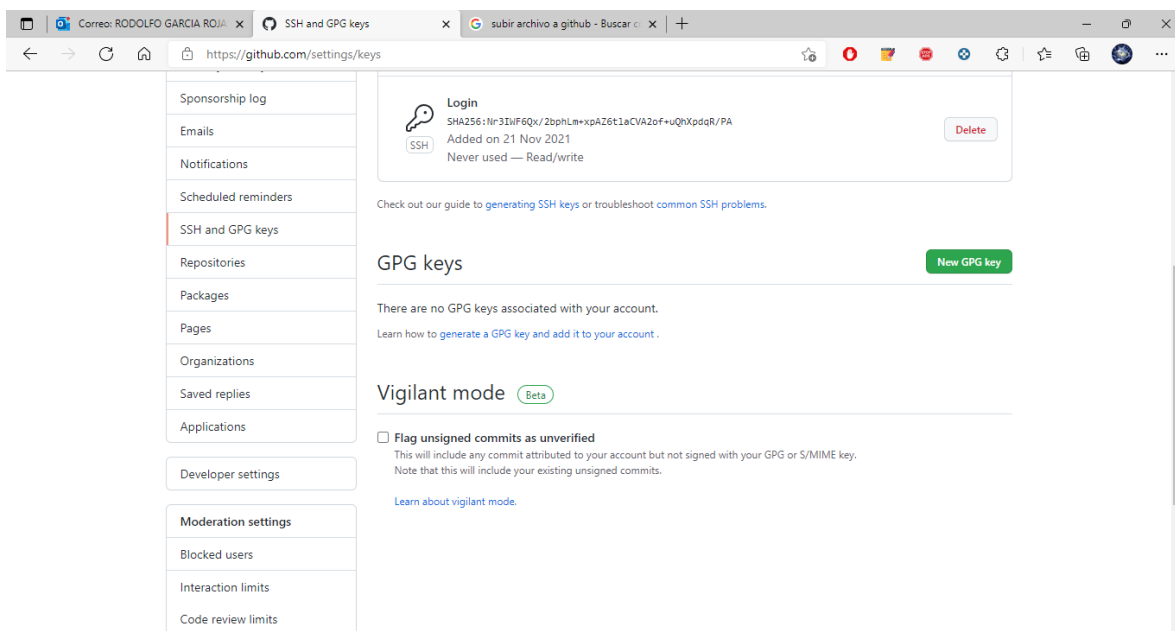 Correo: RODOLFO GARCIA ROJA
SSH and GPG keys
subir archivo a github - Buscar c
https://github.com/settings/keys
Sponsorship log
Emails
Notifications
Scheduled reminders
SSH and GPG keys
Repositories
Packages
Pages
Organizations
Saved replies
Applications
Developer settings
Moderation settings
Blocked users
Interaction limits
Code review limits
Login
SHA256:Nr3IWF6Qx/2bphLm+xpAZ6t1aCVA2of+uQhXpdqR/PA
SSH
Added on 21 Nov 2021
Never used — Read/write
Delete
Check out our guide to generating SSH keys or troubleshoot common SSH problems.
GPG keys
New GPG key
There are no GPG keys associated with your account.
Learn how to generate a GPG key and add it to your account .
Vigilant mode Beta
Flag unsigned commits as unverified
This will include any commit attributed to your account but not signed with your GPG or S/MIME key.
Note that this will include your existing unsigned commits.
Learn about vigilant mode.